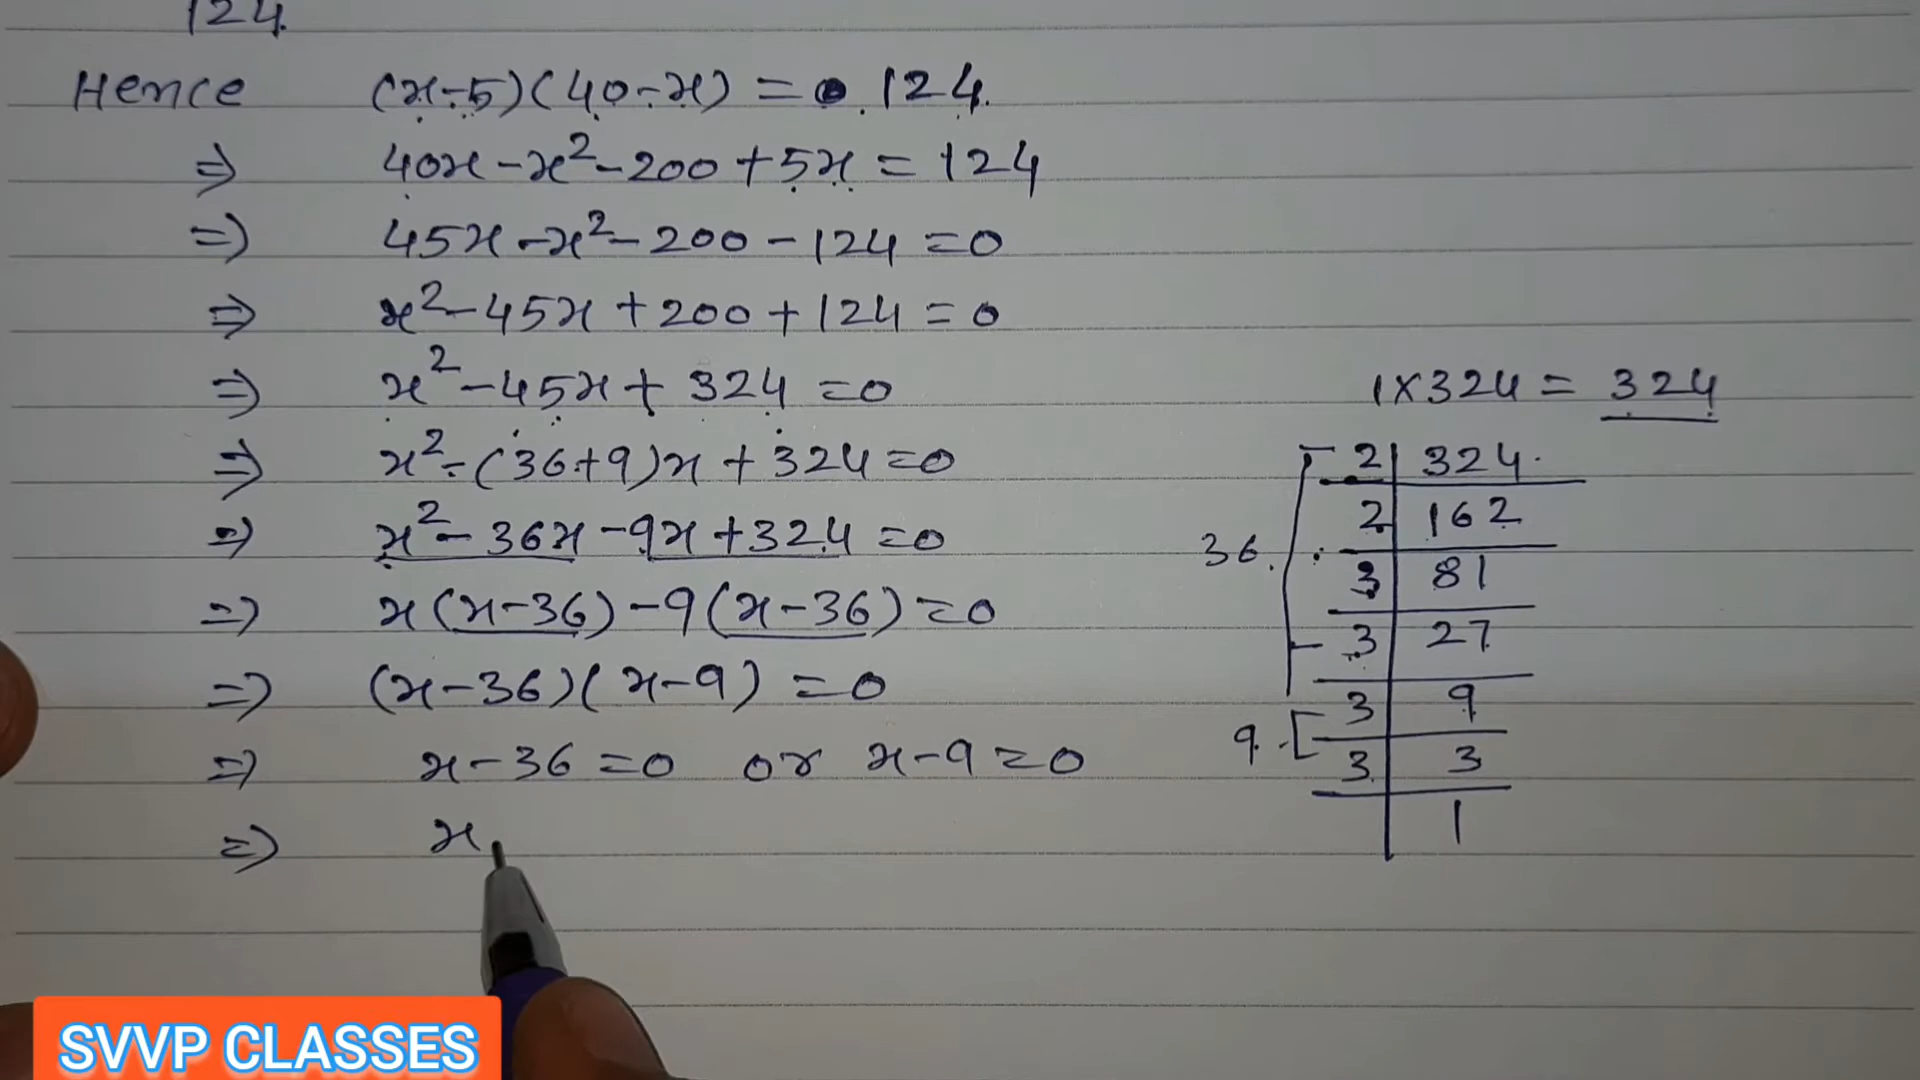 124.
Hence (x-5)(40-x) = 124.
⇒ 40x - x² - 200 + 5x = 124
⇒ 45x - x² - 200 - 124 = 0
⇒ x² - 45x + 200 + 124 = 0
⇒ x² - 45x + 324 = 0
⇒ x² - (36+9)x + 324 = 0
⇒ x² - 36x - 9x + 324 = 0
⇒ x(x-36) - 9(x-36) = 0
⇒ (x-36)(x-9) = 0
⇒ x - 36 = 0 or x - 9 = 0
⇒ x
1 x 324 = 324
2 | 324
2 | 162
36. 3 | 81
3 | 27
3 | 9
9. 3 | 3
1
SVVP CLASSES